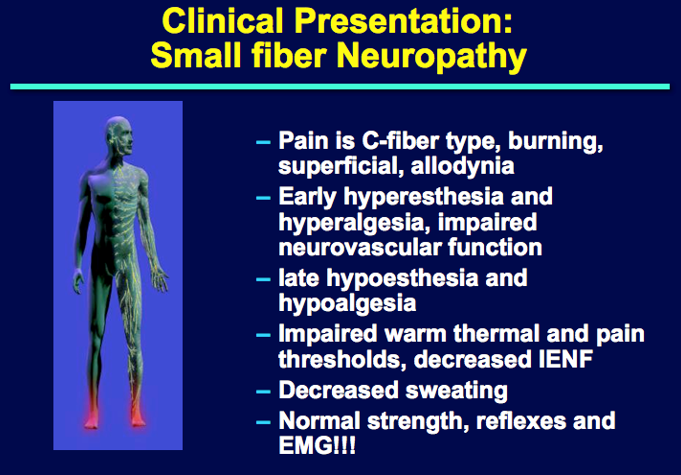 Clinical Presentation:
Small fiber Neuropathy
– Pain is C-fiber type, burning,
superficial, allodynia
– Early hyperesthesia and
hyperalgesia, impaired
neurovascular function
– late hypoesthesia and
hypoalgesia
– Impaired warm thermal and pain
thresholds, decreased IENF
– Decreased sweating
– Normal strength, reflexes and
EMG!!!